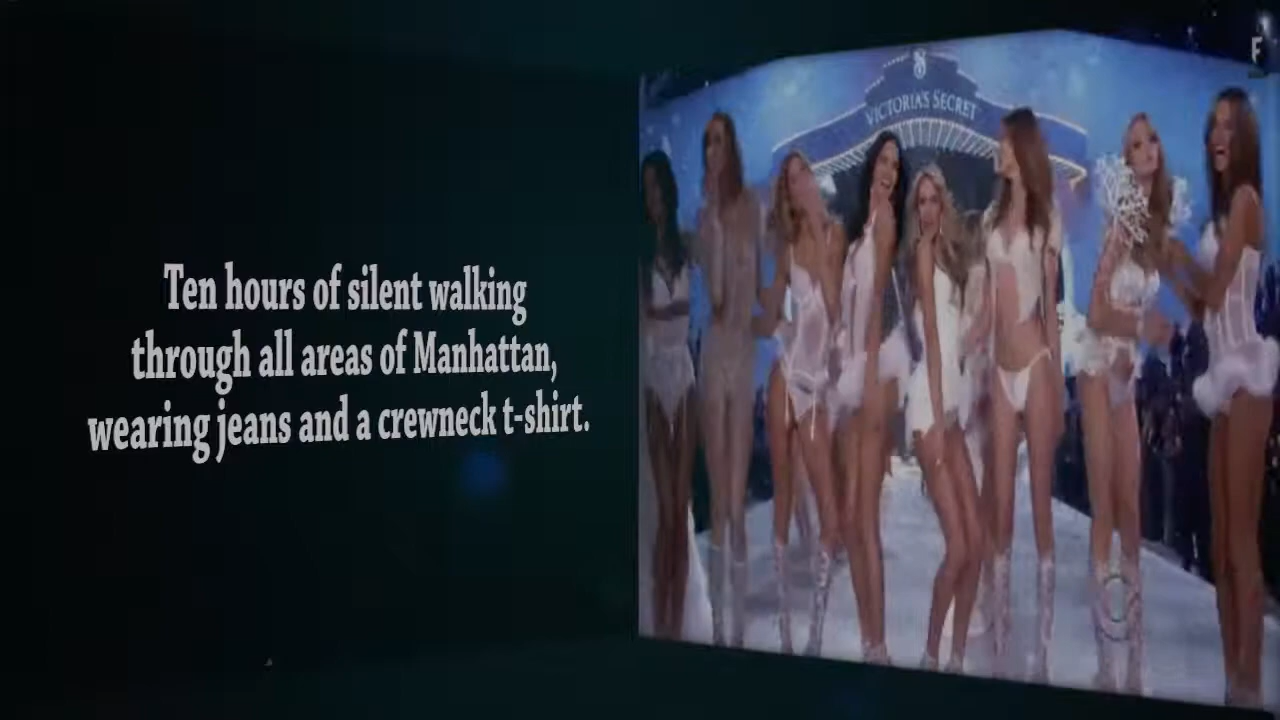 Ten hours of silent walking
through all areas of Manhattan,
wearing jeans and a crewneck t-shirt.
VICTORIA'S SECRET
F